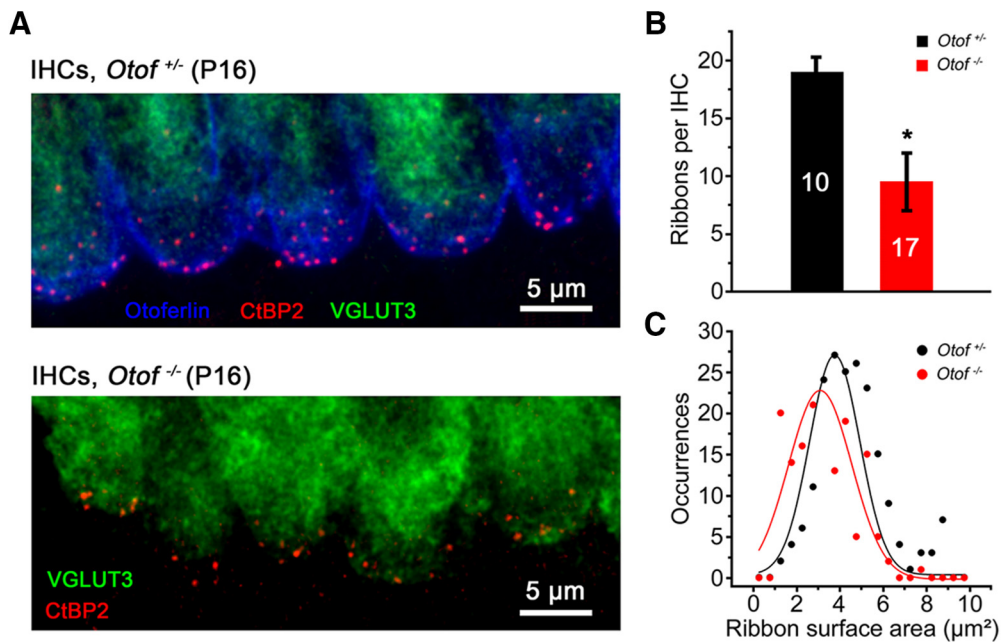 A
IHCs, Otof +/- (P16)
Otoferlin CtBP2 VGLUT3
5 µm
IHCs, Otof -/- (P16)
VGLUT3
CtBP2
5 µm
B
Otof +/-
Otof -/-
Ribbons per IHC
20
15
10
5
0
10
*
17
C
Otof +/-
Otof -/-
Occurrences
30
25
20
15
10
5
0
0 2 4 6 8 10
Ribbon surface area (µm²)